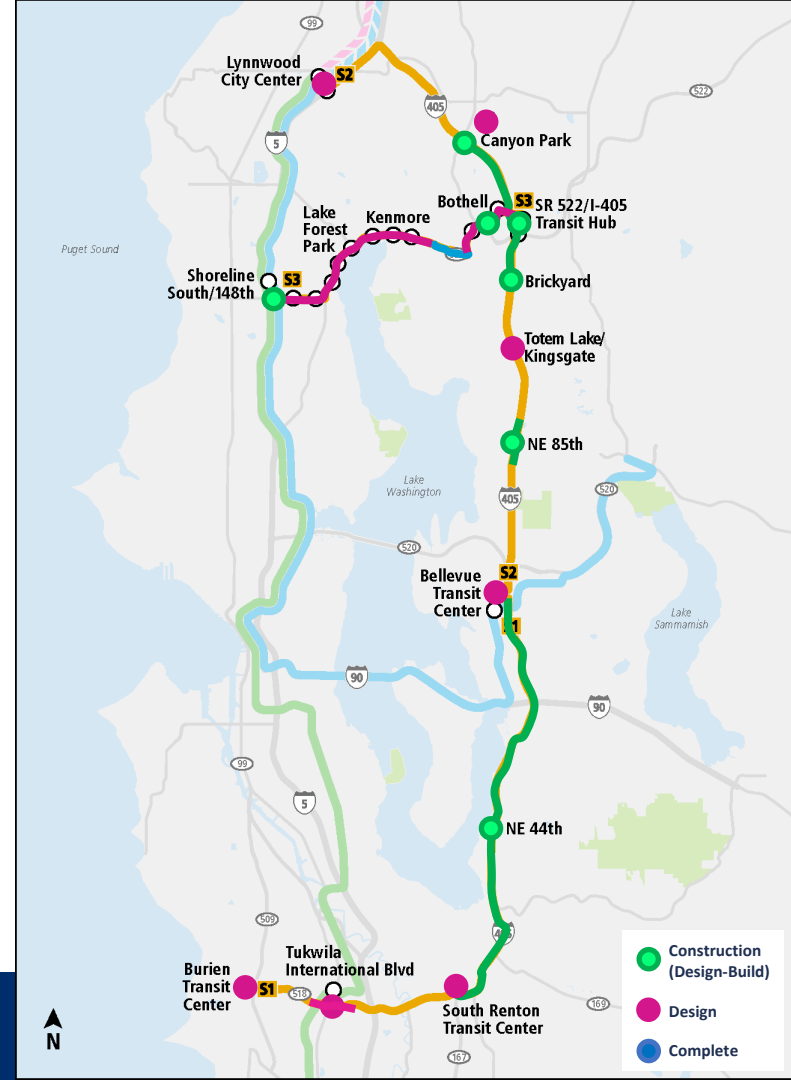 99
Lynnwood
City Center
S2
405
522
5
Canyon Park
Bothell
S3
SR 522/I-405
Transit Hub
Lake
Forest
Park
Kenmore
Puget Sound
Shoreline
South/148th
S3
Brickyard
Totem Lake/
Kingsgate
NE 85th
Lake
Washington
405
520
520
S2
Bellevue
Transit
Center
1
Lake
Sammamish
90
90
99
5
NE 44th
509
Tukwila
International Blvd
Burien
Transit
Center
S1
518
South Renton
Transit Center
169
167
N
Construction
(Design-Build)
Design
Complete